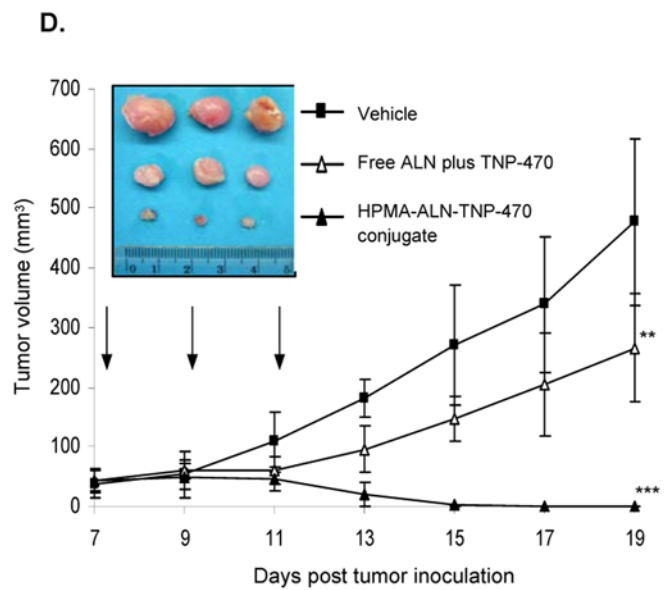 D.
700
600
500
400
300
200
100
0
Tumor volume (mm³)
Vehicle
Free ALN plus TNP-470
HPMA-ALN-TNP-470
conjugate
0 1 2 3 4 5
**
***
7 9 11 13 15 17 19
Days post tumor inoculation